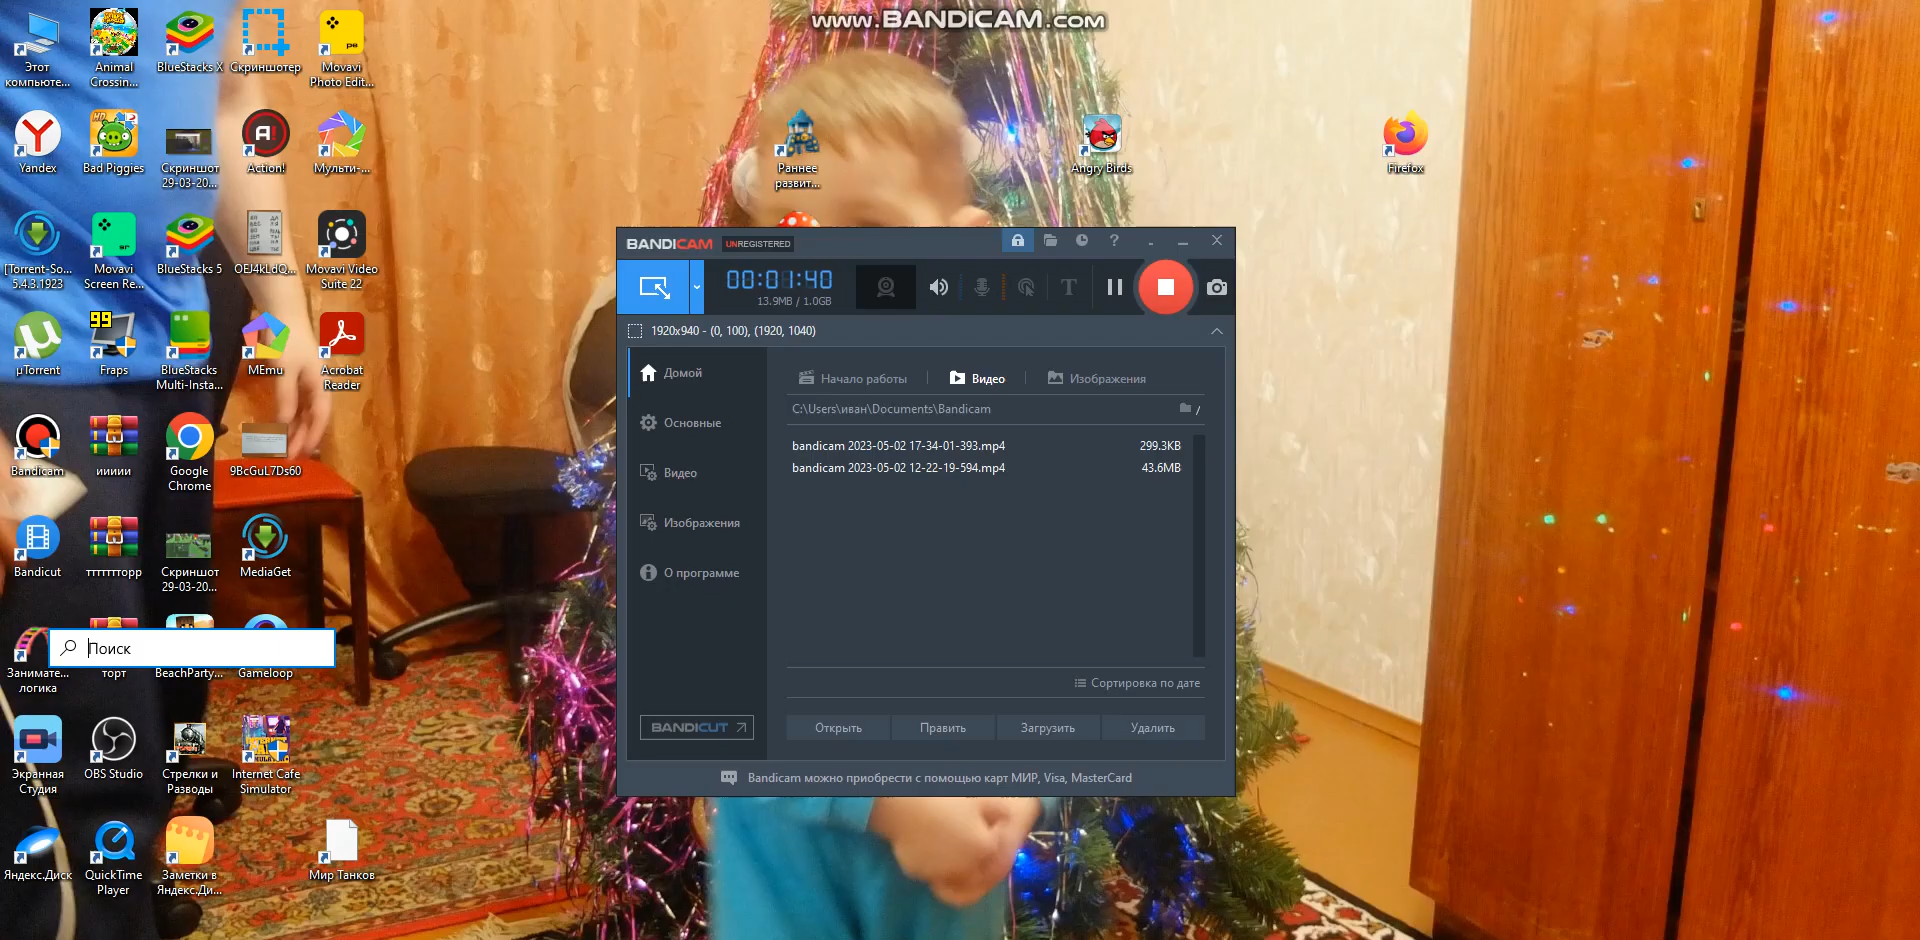 www.BANDICAM.com
Этот
компьюте...
Animal
Crossin...
BlueStacks X
Скриншотер
Movavi
Photo Edit...
Yandex
Bad Piggies
Скриншот
29-03-20...
Action!
Мульти-...
Раннее
развит...
Angry Birds
Firefox
[Torrent-So...
5.4.3.1923
Movavi
Screen Re...
BlueStacks 5
OEJ4kLdQ...
Movavi Video
Suite 22
µTorrent
99
Fraps
BlueStacks
Multi-Insta...
MEmu
Acrobat
Reader
Bandicam
иииии
Google
Chrome
9BcGuL7Ds60
Bandicut
тттттторр
Скриншот
29-03-20...
MediaGet
Поиск
Занимате...
логика
торт
BeachParty...
Gameloop
Экранная
Студия
OBS Studio
Стрелки и
Разводы
Internet Cafe
Simulator
Яндекс.Диск
QuickTime
Player
Заметки в
Яндекс.Ди...
Мир Танков
BANDICAM UNREGISTERED
00:01:40
13.9MB / 1.0GB
1920x940 - (0, 100), (1920, 1040)
Домой
Основные
Видео
Изображения
О программе
BANDICUT
Начало работы
Видео
Изображения
C:\Users\иван\Documents\Bandicam
bandicam 2023-05-02 17-34-01-393.mp4 299.3KB
bandicam 2023-05-02 12-22-19-594.mp4 43.6MB
Сортировка по дате
Открыть
Править
Загрузить
Удалить
Bandicam можно приобрести с помощью карт МИР, Visa, MasterCard